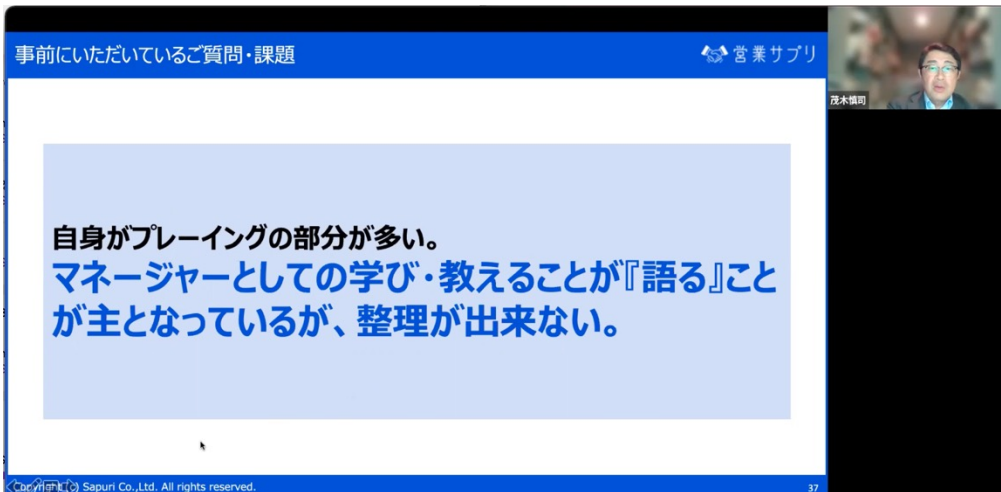 事前にいただいているご質問・課題
営業サプリ
茂木慎司
自身がプレーイングの部分が多い。
マネージャーとしての学び・教えることが『語る』こと
が主となっているが、整理が出来ない。
Copyright (c) Sapuri Co.,Ltd. All rights reserved.
37